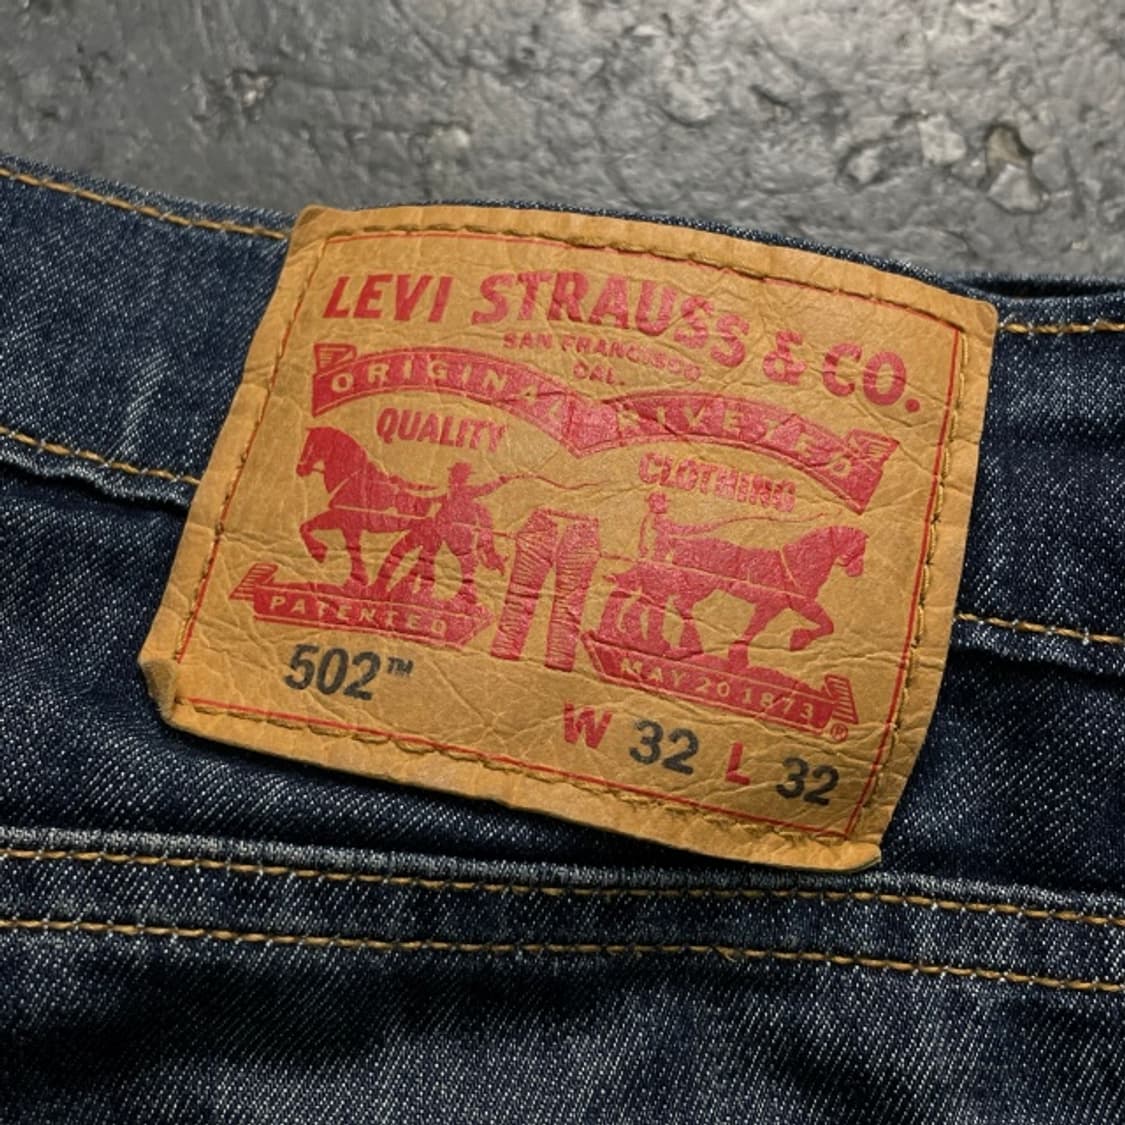 LEVI STRAUSS & CO.
SAN FRANCISCO
CAL.
ORIGINAL RIVETED
QUALITY
CLOTHING
PATENTED
MAY 20 1873
®
502™
W 32 L 32